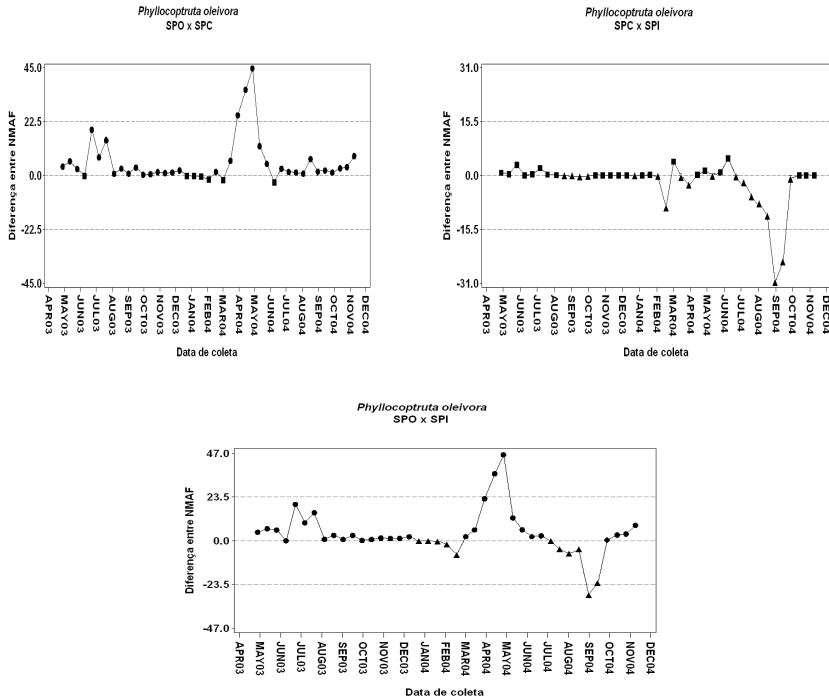 Phyllocoptruta oleivora
SPO x SPC
Diferença entre NMAF
45.0
22.5
0.0
-22.5
-45.0
APR03 MAY03 JUN03 JUL03 AUG03 SEP03 OCT03 NOV03 DEC03 JAN04 FEB04 MAR04 APR04 MAY04 JUN04 JUL04 AUG04 SEP04 OCT04 NOV04 DEC04
Data de coleta
Phyllocoptruta oleivora
SPC x SPI
Diferença entre NMAF
31.0
15.5
0.0
-15.5
-31.0
APR03 MAY03 JUN03 JUL03 AUG03 SEP03 OCT03 NOV03 DEC03 JAN04 FEB04 MAR04 APR04 MAY04 JUN04 JUL04 AUG04 SEP04 OCT04 NOV04 DEC04
Data de coleta
Phyllocoptruta oleivora
SPO x SPI
Diferença entre NMAF
47.0
23.5
0.0
-23.5
-47.0
APR03 MAY03 JUN03 JUL03 AUG03 SEP03 OCT03 NOV03 DEC03 JAN04 FEB04 MAR04 APR04 MAY04 JUN04 JUL04 AUG04 SEP04 OCT04 NOV04 DEC04
Data de coleta